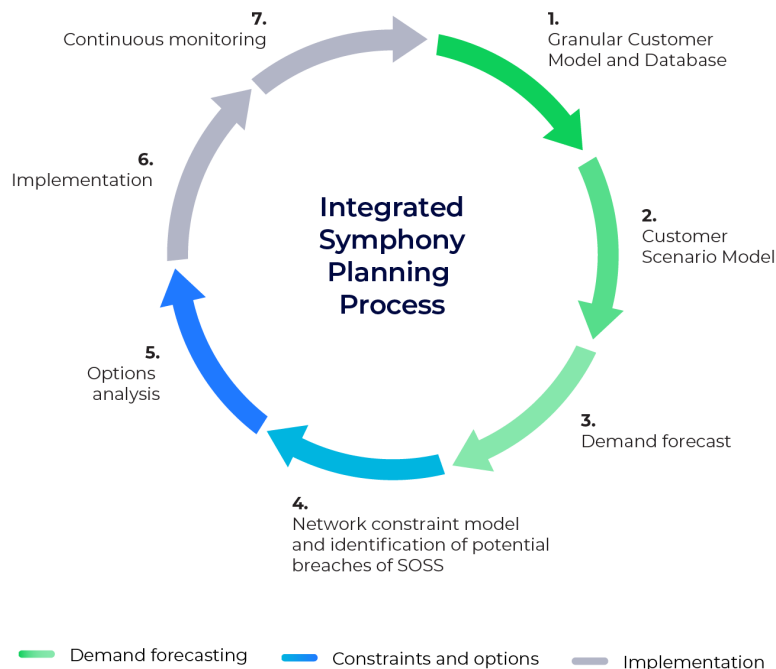 7.
Continuous monitoring
1.
Granular Customer
Model and Database
6.
Implementation
Integrated
Symphony
Planning
Process
2.
Customer
Scenario Model
5.
Options
analysis
3.
Demand forecast
4.
Network constraint model
and identification of potential
breaches of SOSS
Demand forecasting
Constraints and options
Implementation